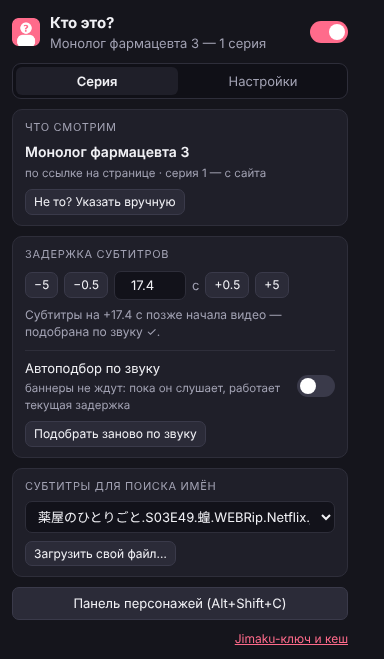 ?
Кто это?
Монолог фармацевта 3 — 1 серия
Серия
Настройки
ЧТО СМОТРИМ
Монолог фармацевта 3
по ссылке на странице · серия 1 — с сайта
Не то? Указать вручную
ЗАДЕРЖКА СУБТИТРОВ
−5 −0.5 17.4 с +0.5 +5
Субтитры на +17.4 с позже начала видео —
подобрана по звуку ✓.
Автоподбор по звуку
баннеры не ждут: пока он слушает, работает
текущая задержка
Подобрать заново по звуку
СУБТИТРЫ ДЛЯ ПОИСКА ИМЁН
薬屋のひとりごと.S03E49.蝗.WEBRip.Netflix.
Загрузить свой файл…
Панель персонажей (Alt+Shift+C)
Jimaku-ключ и кеш